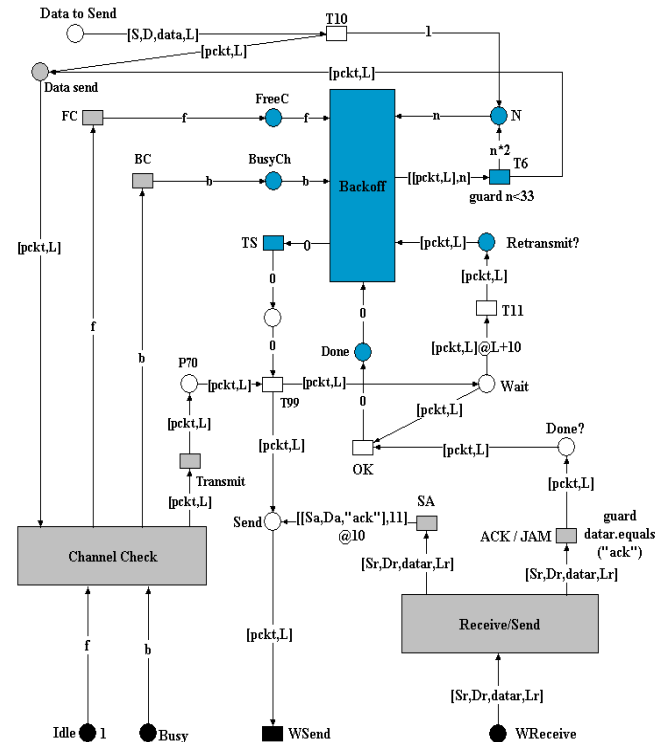 Data to Send
[S,D,data,L]
T10
1
[pckt,L]
[pckt,L]
Data send
FC
f
FreeC
f
n
N
n*2
BC
b
BusyCh
b
Backoff
[[pckt,L],n]
T6
guard n<33
[pckt,L]
TS
0
[pckt,L]
Retransmit?
0
[pckt,L]
f
0
T11
0
Done
[pckt,L]@L+10
b
P70
[pckt,L]
T99
[pckt,L]
0
Wait
[pckt,L]
[pckt,L]
Done?
Transmit
[pckt,L]
OK
[pckt,L]
[pckt,L]
SA
[pckt,L]
Send
[[Sa,Da,"ack"],11]
@10
ACK / JAM
guard
datar.equals
("ack")
Channel Check
[Sr,Dr,datar,Lr]
[Sr,Dr,datar,Lr]
Receive/Send
[pckt,L]
f
b
[Sr,Dr,datar,Lr]
Idle
1
Busy
WSend
WReceive